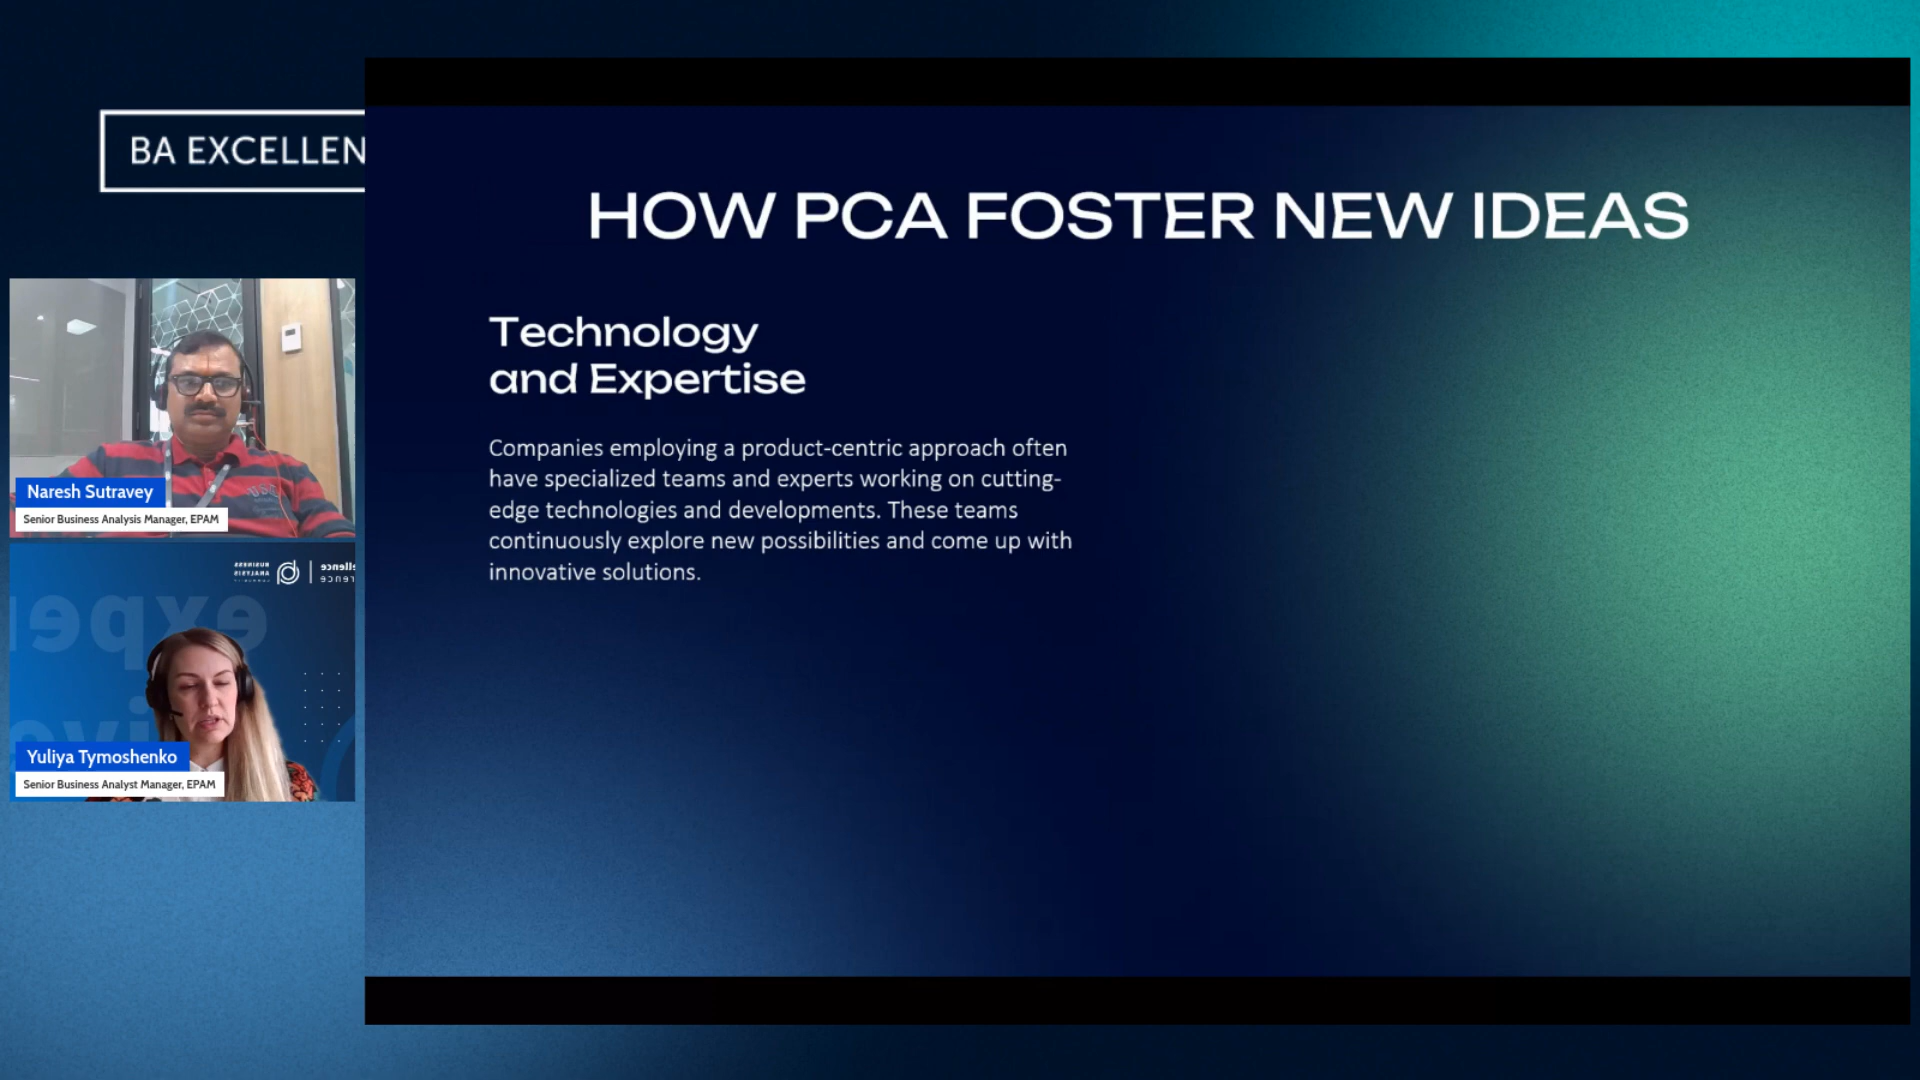 BA EXCELLEN
HOW PCA FOSTER NEW IDEAS
Technology
and Expertise
Companies employing a product-centric approach often
have specialized teams and experts working on cutting-
edge technologies and developments. These teams
continuously explore new possibilities and come up with
innovative solutions.
Naresh Sutravey
Senior Business Analysis Manager, EPAM
BUSINESS
ANALYSIS
Yuliya Tymoshenko
Senior Business Analyst Manager, EPAM